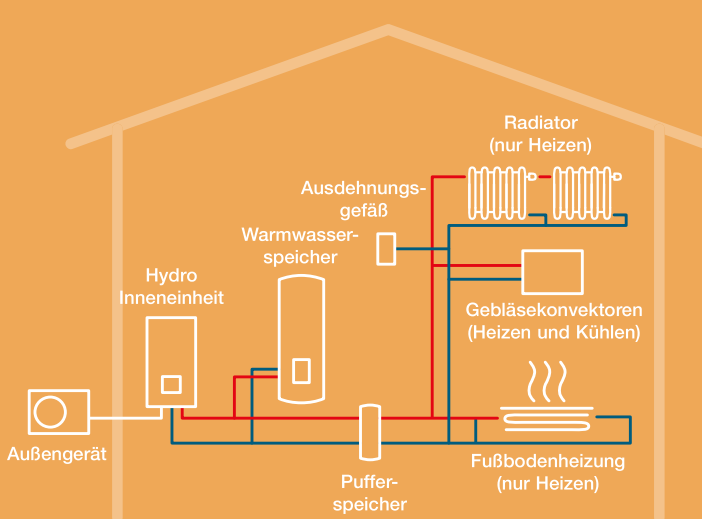 Radiator
(nur Heizen)
Ausdehnungs-
gefäß
Warmwasser-
speicher
Hydro
Inneneinheit
Gebläsekonvektoren
(Heizen und Kühlen)
Außengerät
Fußbodenheizung
(nur Heizen)
Puffer-
speicher